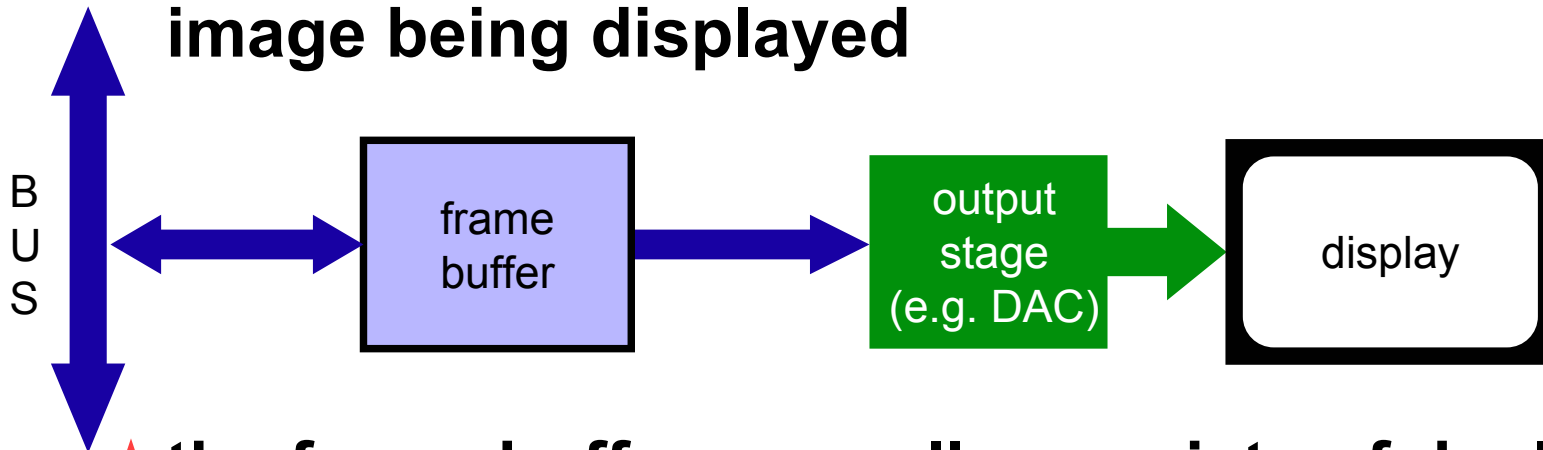 image being displayed
B
U
S
frame
buffer
output
stage
(e.g. DAC)
display